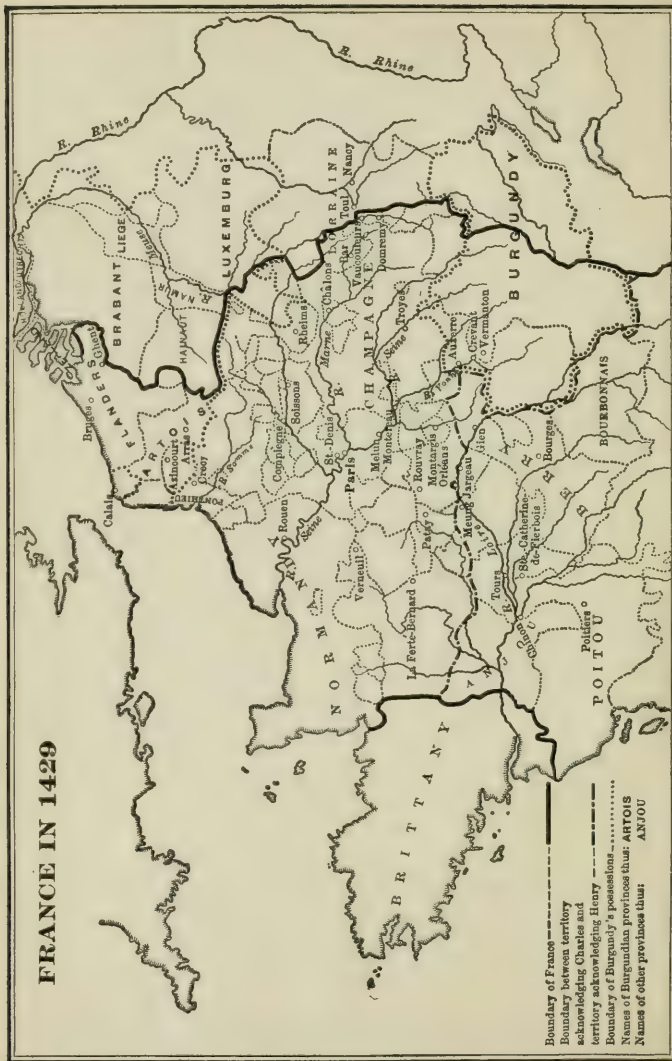 FRANCE IN 1429
R. Rhine
R. Rhine
BRABANT
LIEGE
Meuse
R.
NAMUR
LUXEMBURG
HAINAUT
FLANDERS
Bruges
Ghent
Calais
ARTOIS
Azincourt
Arras
Crecy
PONTHIEU
R. Somme
Compiegne
Soissons
Rheims
LORRAINE
Nancy
Toul
Bar
Vaucouleurs
Domremy
Chalons
Marne
R.
CHAMPAGNE
Troyes
Seine
St-Denis
Paris
Melun
Montereau
Rouvray
Montargis
Orleans
Rouen
Seine
R.
NORMANDY
Verneuil
Patay
La Ferte-Bernard
Meung
Jargeau
Gien
Auxerre
Crevant
Vermanton
BURGUNDY
Tours
Loire
R.
Ste-Catherine-
de-Fierbois
Bourges
BERRI
BOURBONNAIS
ANJOU
Chinon
Poitiers
POITOU
BRITTANY
Boundary of France
Boundary between territory
acknowledging Charles and
territory acknowledging Henry
Boundary of Burgundy's possessions
Names of Burgundian provinces thus: ARTOIS
Names of other provinces thus: ANJOU